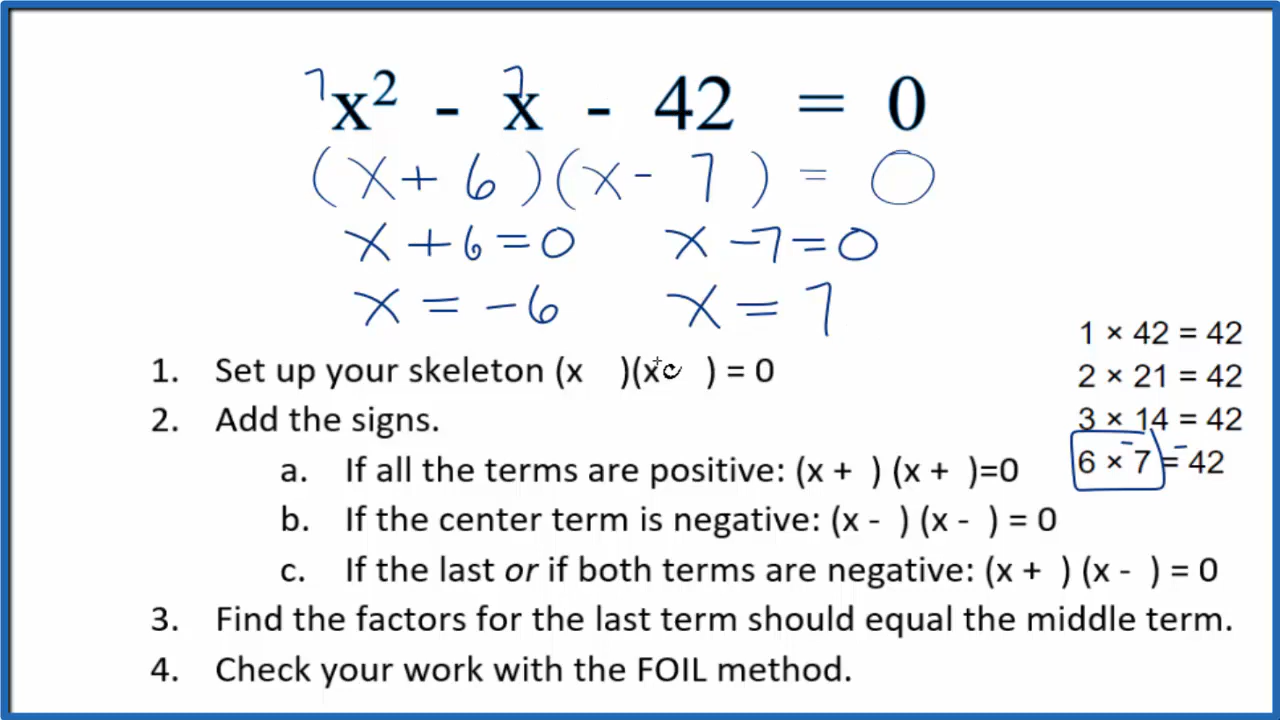 x² - x - 42 = 0
1 1
(x + 6)(x - 7) = 0
x + 6 = 0 x - 7 = 0
x = -6 x = 7
1. Set up your skeleton (x )(x ) = 0
2. Add the signs.
a. If all the terms are positive: (x + ) (x + )=0
b. If the center term is negative: (x - ) (x - ) = 0
c. If the last or if both terms are negative: (x + ) (x - ) = 0
3. Find the factors for the last term should equal the middle term.
4. Check your work with the FOIL method.
1 × 42 = 42
2 × 21 = 42
3 × 14 = 42
6 × -7 = -42